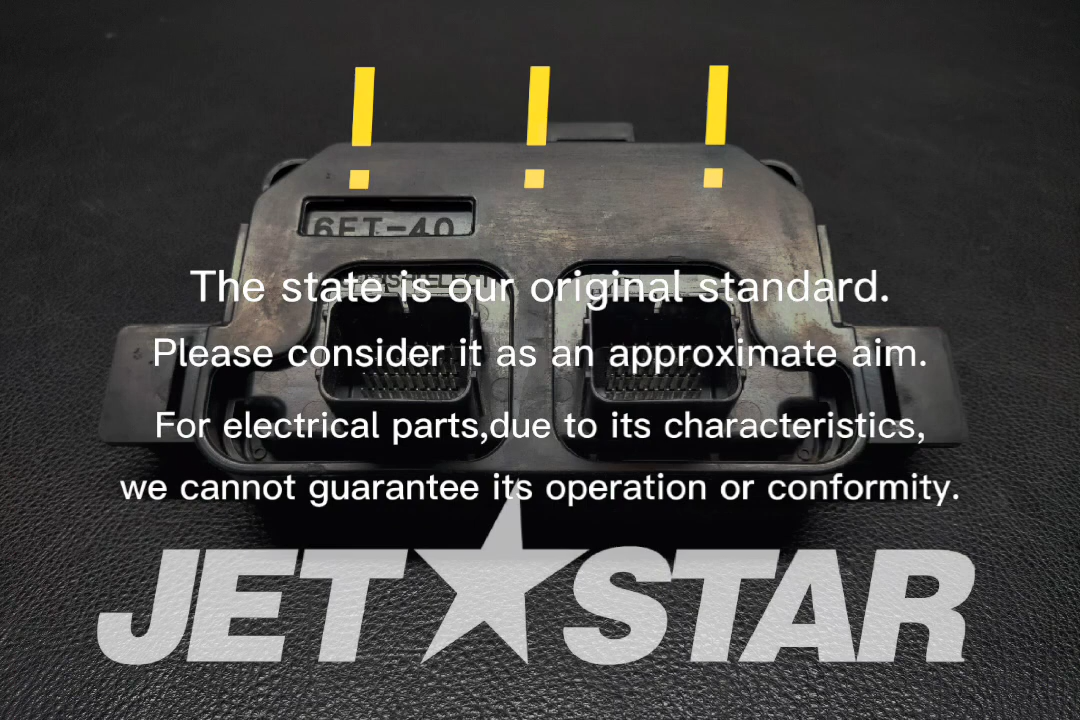 ! ! !
6ET-40
The state is our original standard.
Please consider it as an approximate aim.
For electrical parts,due to its characteristics,
we cannot guarantee its operation or conformity.
JET★STAR